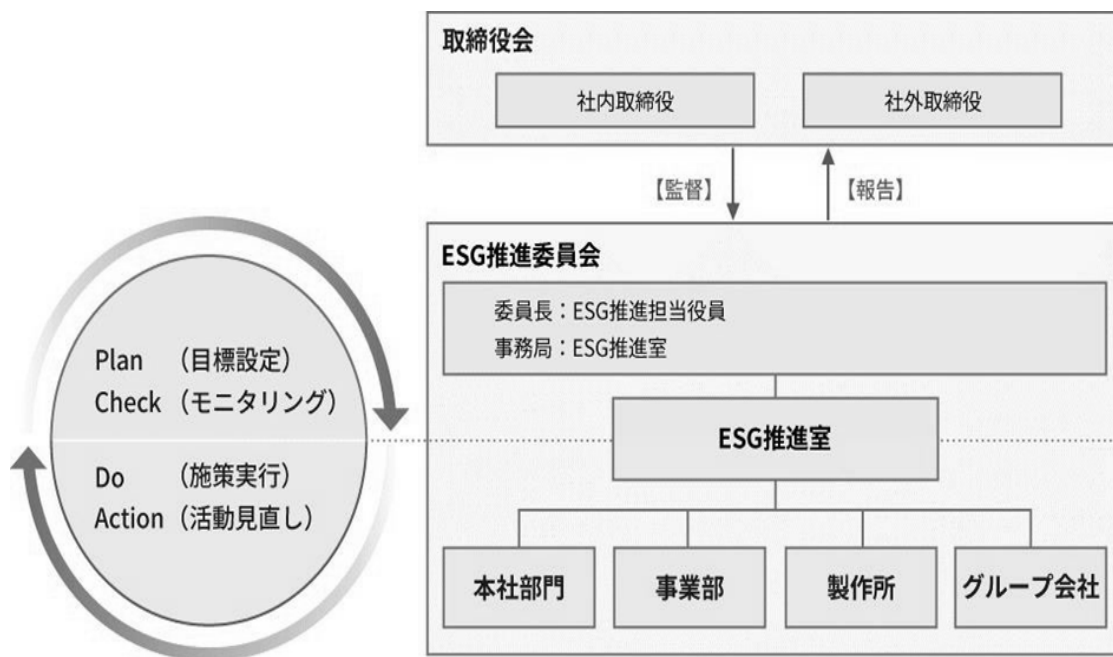 取締役会
社内取締役
社外取締役
【監督】
【報告】
ESG推進委員会
委員長：ESG推進担当役員
事務局：ESG推進室
ESG推進室
本社部門
事業部
製作所
グループ会社
Plan （目標設定）
Check （モニタリング）
Do （施策実行）
Action （活動見直し）